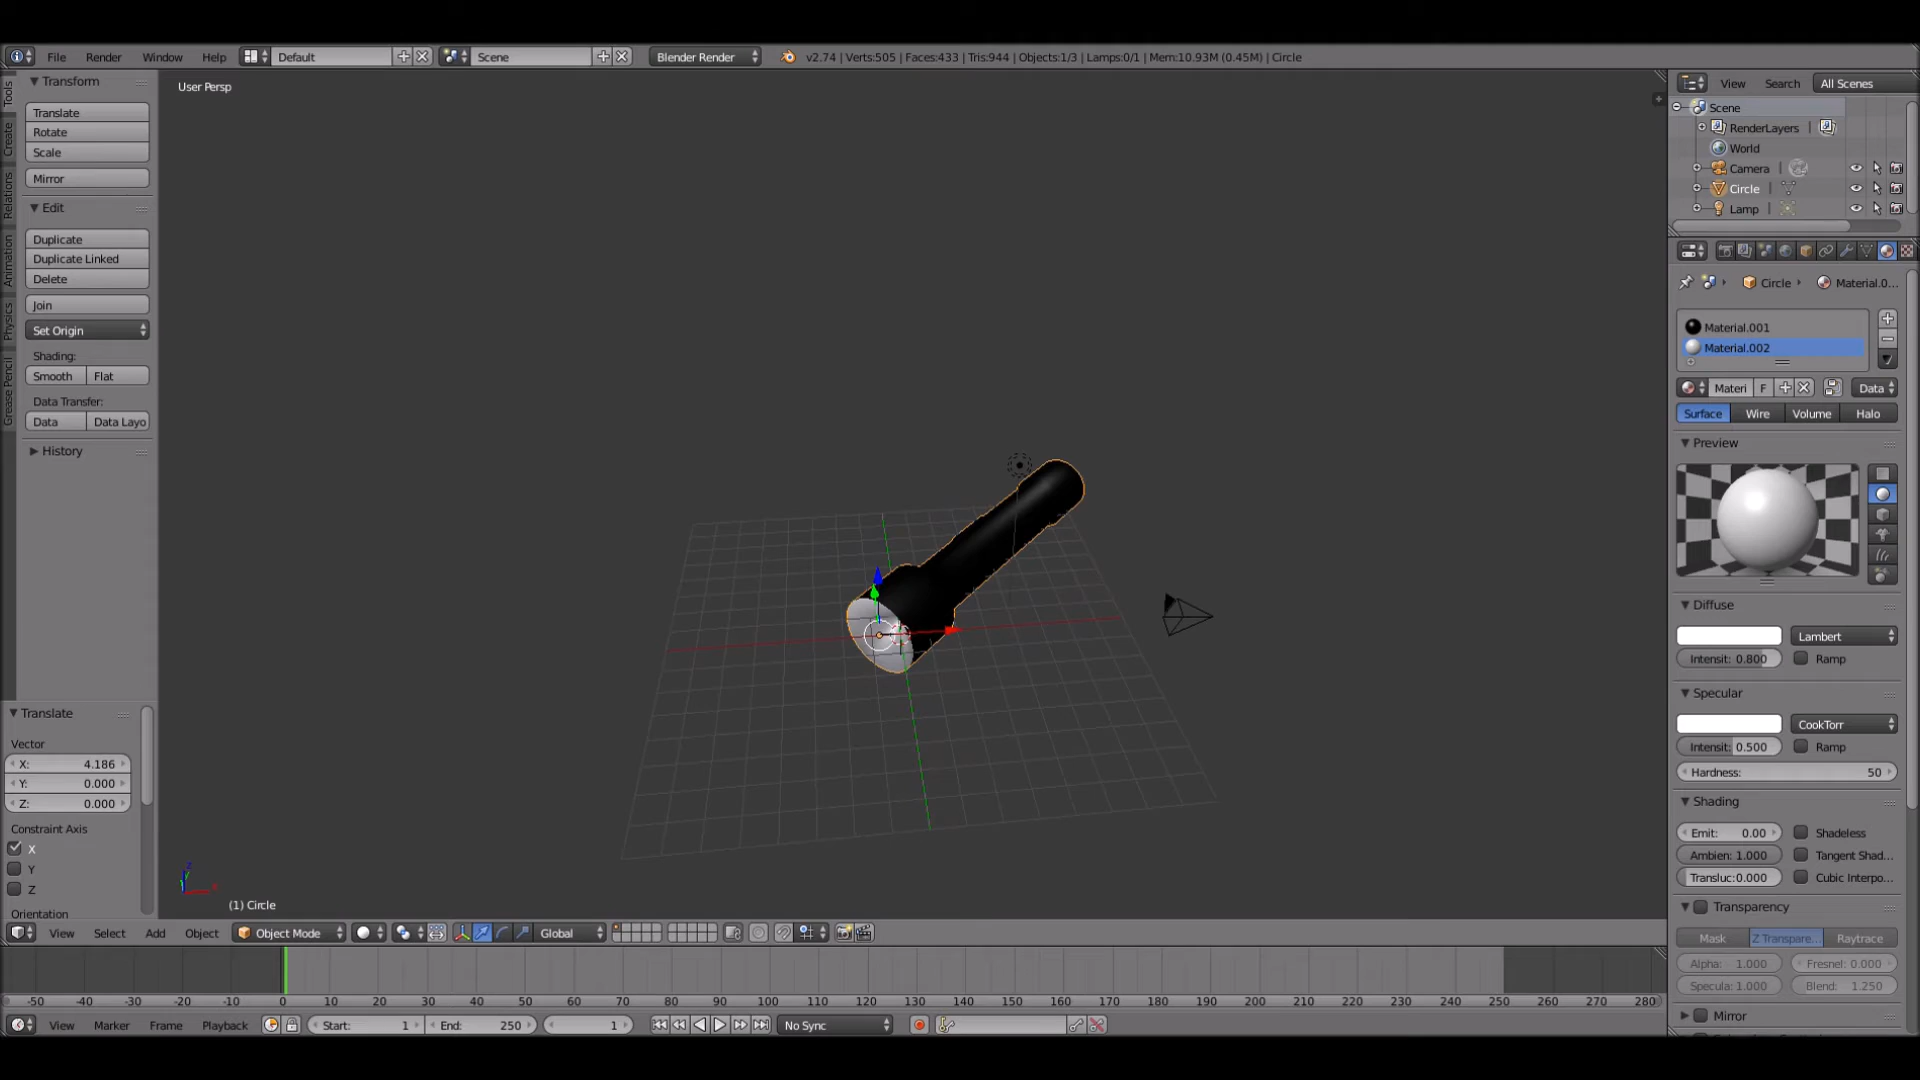 File Render Window Help Default Scene Blender Render v2.74 | Verts:505 | Faces:433 | Tris:944 | Objects:1/3 | Lamps:0/1 | Mem:10.93M (0.45M) | Circle
Tools
Create
Relations
Animation
Physics
Grease Pencil
Transform
Translate
Rotate
Scale
Mirror
Edit
Duplicate
Duplicate Linked
Delete
Join
Set Origin
Shading:
Smooth Flat
Data Transfer:
Data Data Layo
History
Translate
Vector
X: 4.186
Y: 0.000
Z: 0.000
Constraint Axis
X
Y
Z
Orientation
User Persp
(1) Circle
View Select Add Object Object Mode Global
-50 -40 -30 -20 -10 0 10 20 30 40 50 60 70 80 90 100 110 120 130 140 150 160 170 180 190 200 210 220 230 240 250 260 270 280
View Marker Frame Playback Start: 1 End: 250 1 No Sync
View Search All Scenes
Scene
RenderLayers |
World
Camera |
Circle |
Lamp |
Circle Material.0...
Material.001
Material.002
Materi F Data
Surface Wire Volume Halo
Preview
Diffuse
Lambert
Intensit: 0.800 Ramp
Specular
CookTorr
Intensit: 0.500 Ramp
Hardness: 50
Shading
Emit: 0.00 Shadeless
Ambien: 1.000 Tangent Shad...
Transluc:0.000 Cubic Interpo...
Transparency
Mask Z Transpare... Raytrace
Alpha: 1.000 Fresnel: 0.000
Specula: 1.000 Blend: 1.250
Mirror